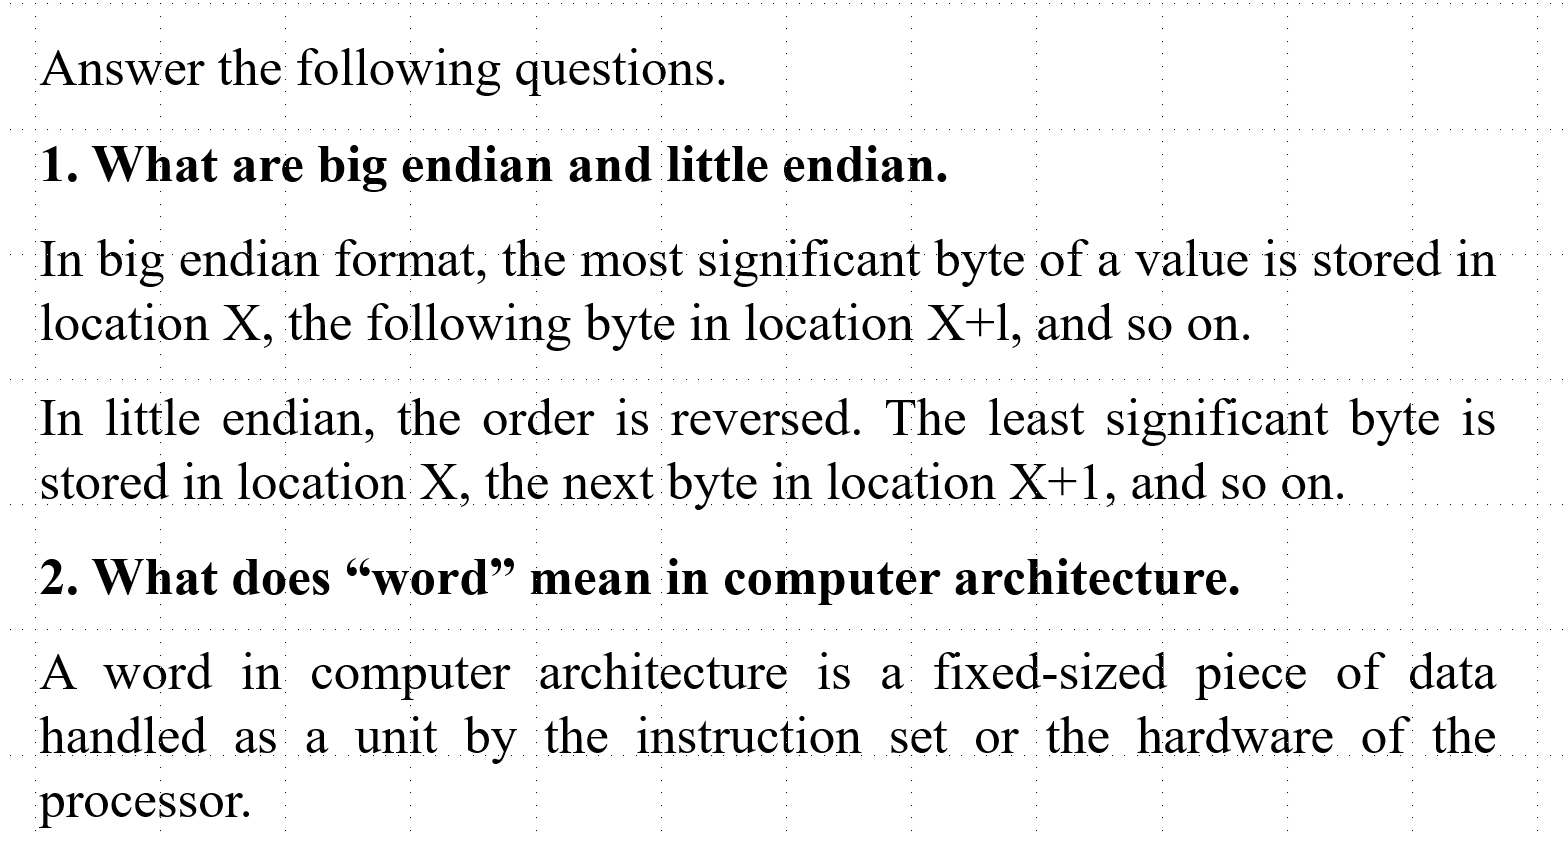 Answer the following questions.
1. What are big endian and little endian.
In big endian format, the most significant byte of a value is stored in
location X, the following byte in location X+l, and so on.
In little endian, the order is reversed. The least significant byte is
stored in location X, the next byte in location X+1, and so on.
2. What does “word” mean in computer architecture.
A word in computer architecture is a fixed-sized piece of data
handled as a unit by the instruction set or the hardware of the
processor.